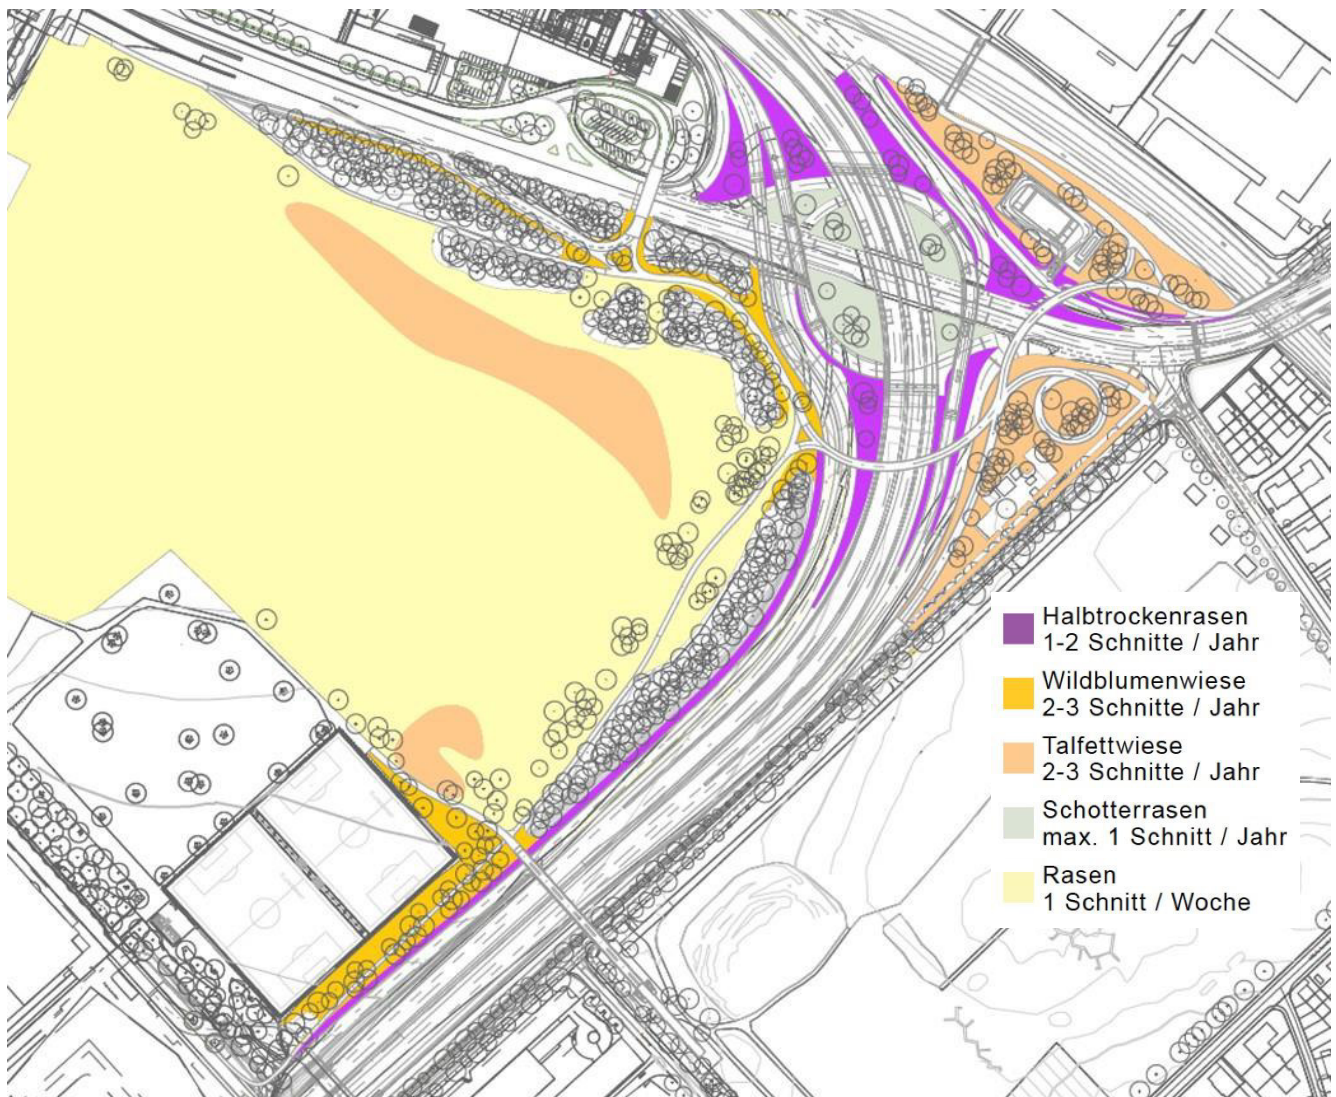 Halbtrockenrasen
1-2 Schnitte / Jahr
Wildblumenwiese
2-3 Schnitte / Jahr
Talfettwiese
2-3 Schnitte / Jahr
Schotterrasen
max. 1 Schnitt / Jahr
Rasen
1 Schnitt / Woche